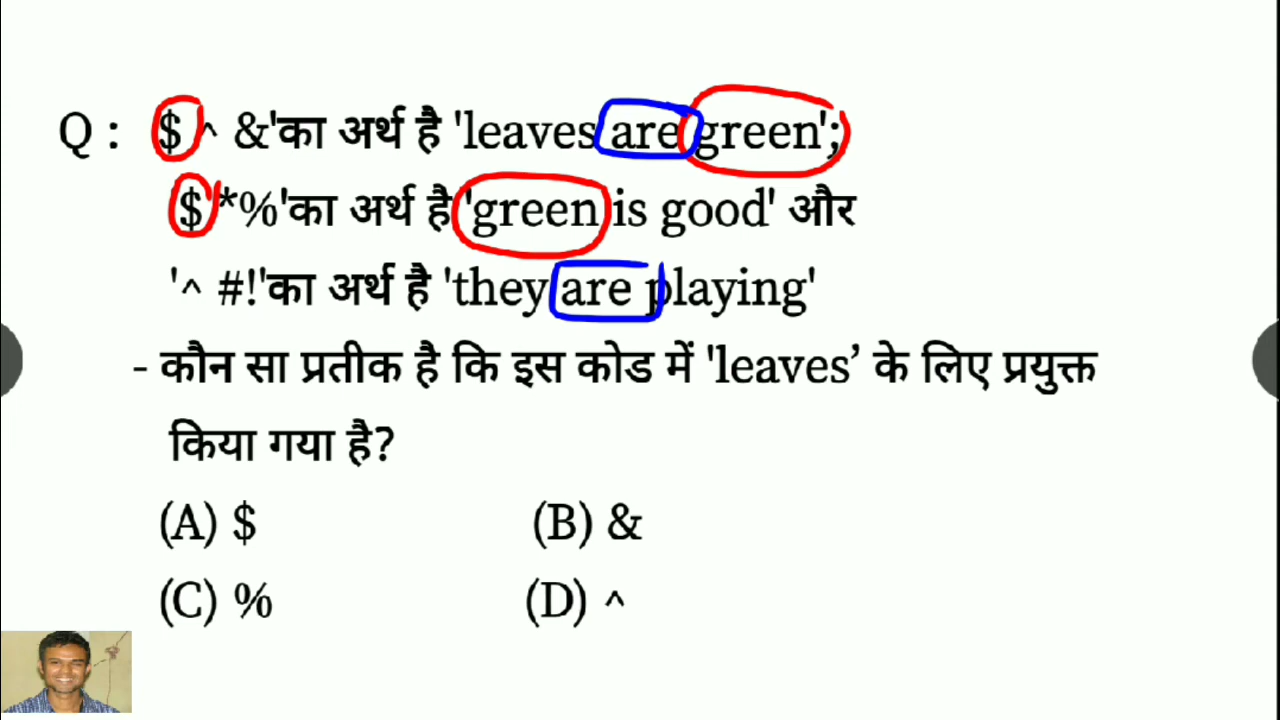 Q : $ ^ &'का अर्थ है 'leaves are green';
$ *%'का अर्थ है 'green is good' और
'^ #!'का अर्थ है 'they are playing'
- कौन सा प्रतीक है कि इस कोड में 'leaves’ के लिए प्रयुक्त
किया गया है?
(A) $ (B) &
(C) % (D) ^